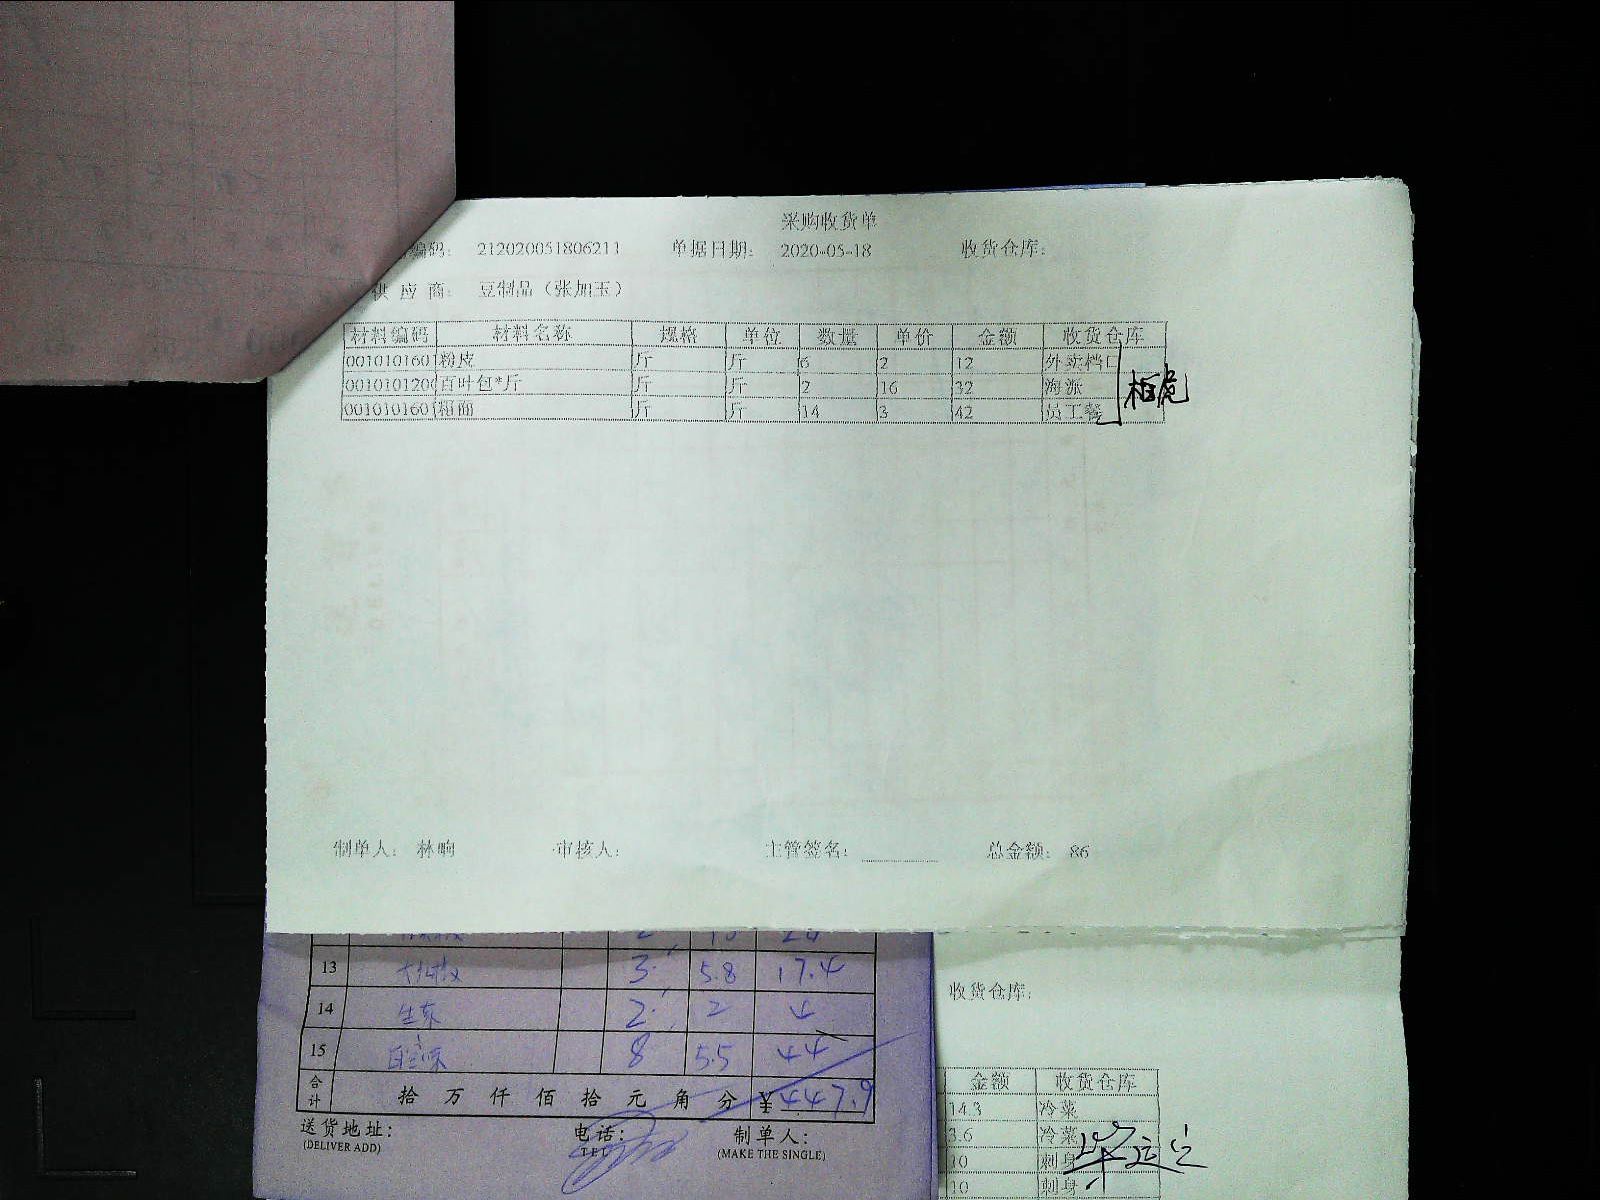 采购收货单
编码： 212020051806211 单据日期： 2020-05-18 收货仓库：
供 应 商： 豆制品（张加玉）
材料编码 材料名称 规格 单位 数量 单价 金额 收货仓库
001010160 粉皮 斤 斤 6 2 12 外卖档口
001010120 百叶包*斤 斤 斤 2 16 32 海派
001010160 粗面 斤 斤 14 3 42 员工餐
制单人： 林晌 审核人： 主管签名： 总金额： 86
13 3 5.8 17.4
14 生菜 2 2 4
15 8 5.5 44
合计 拾 万 仟 佰 拾 元 角 分 ¥ 447.9
送货地址： 电话： 制单人：
(DELIVER ADD) TEL (MAKE THE SINGLE)
收货仓库：
金额 收货仓库
14.3 冷菜
3.6 冷菜
10 刺身
10 刺身